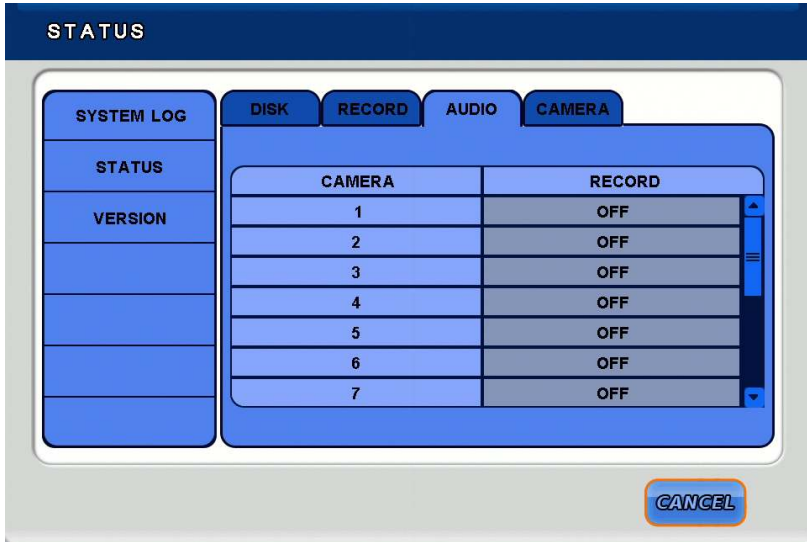 STATUS
SYSTEM LOG
STATUS
VERSION
DISK RECORD AUDIO CAMERA
CAMERA RECORD
1 OFF
2 OFF
3 OFF
4 OFF
5 OFF
6 OFF
7 OFF
CANCEL